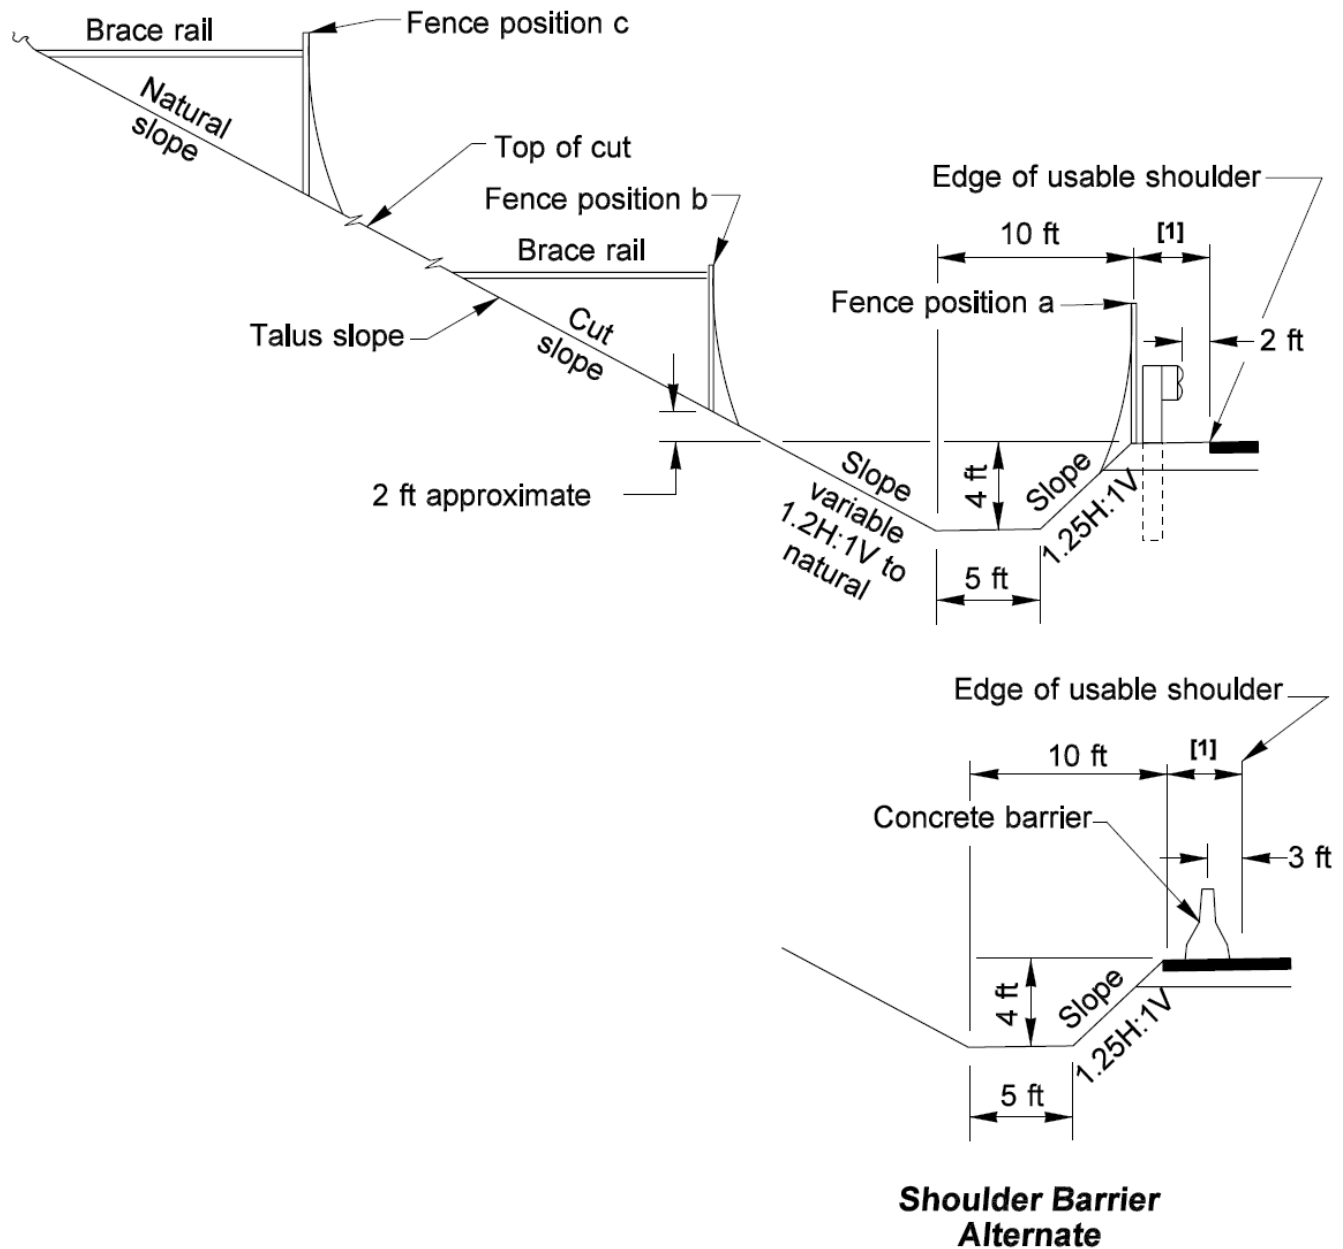 Brace rail
Fence position c
Natural
slope
Top of cut
Fence position b
Brace rail
Edge of usable shoulder
10 ft
[1]
Fence position a
2 ft
Talus slope
Cut
slope
2 ft approximate
Slope
variable
1.2H:1V to
natural
4 ft
Slope
1.25H:1V
5 ft
Edge of usable shoulder
10 ft
[1]
Concrete barrier
3 ft
4 ft
Slope
1.25H:1V
5 ft
Shoulder Barrier
Alternate